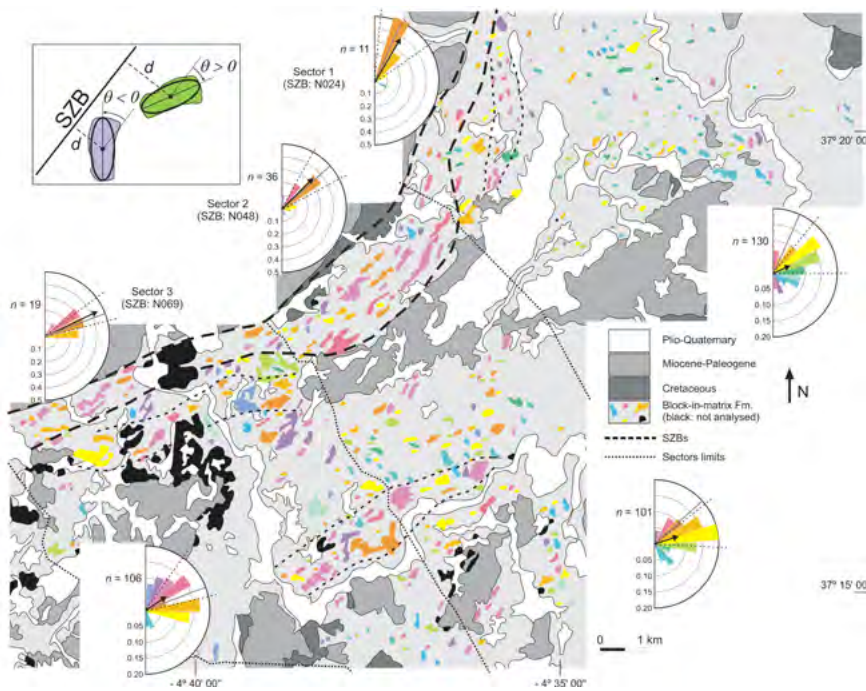 SZB
d
θ < 0
d
θ > 0
n = 11
Sector 1
(SZB: N024)
0.1
0.2
0.3
0.4
0.5
37º 20' 00
n = 36
Sector 2
(SZB: N048)
0.1
0.2
0.3
0.4
0.5
n = 130
0.05
0.10
0.15
0.20
n = 19
Sector 3
(SZB: N069)
0.1
0.2
0.3
0.4
0.5
Plio-Quaternary
Miocene-Paleogene
Cretaceous
Block-in-matrix Fm.
(black: not analysed)
SZBs
Sectors limits
N
n = 101
0.05
0.10
0.15
0.20
n = 106
0.05
0.10
0.15
0.20
37º 15' 00
0 1 km
- 4º 40' 00"
- 4º 35' 00"